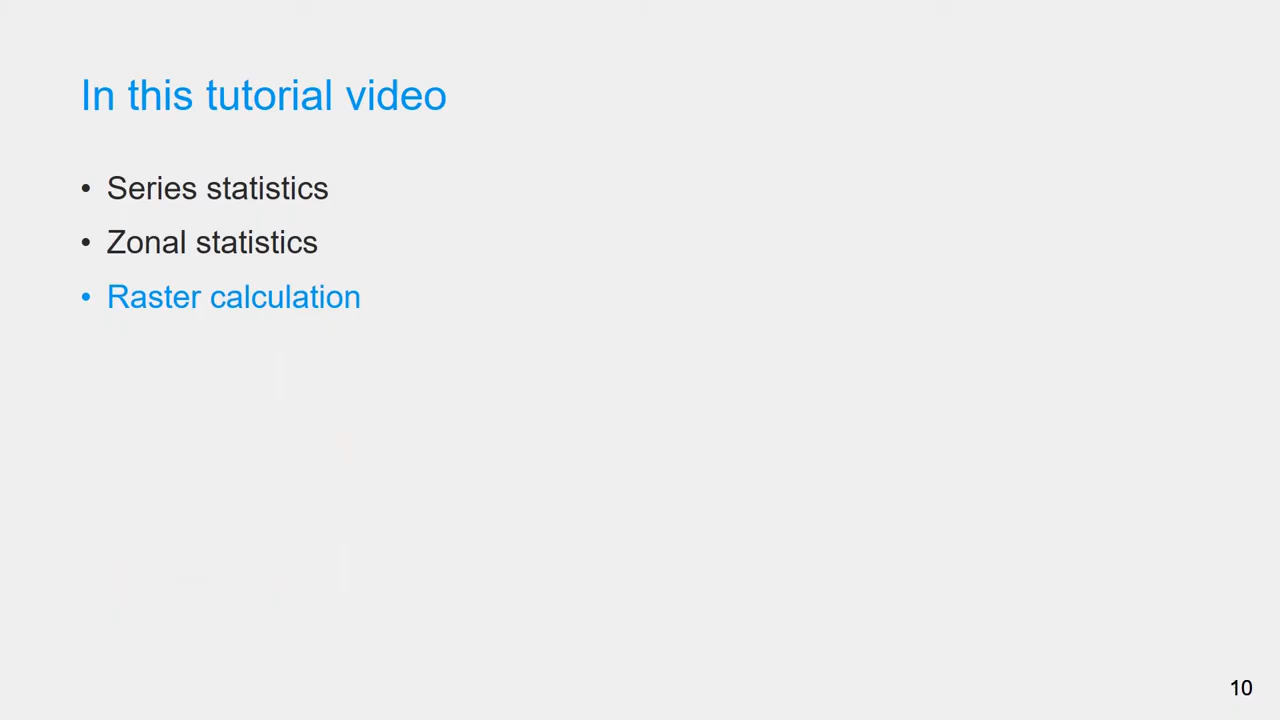 In this tutorial video
• Series statistics
• Zonal statistics
• Raster calculation
10